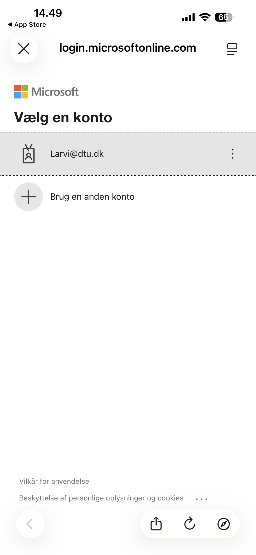 14.49
◀ App Store
66
login.microsoftonline.com
Microsoft
Vælg en konto
Larvi@dtu.dk
Brug en anden konto
Vilkår for anvendelse
Beskyttelse af personlige oplysninger og cookies